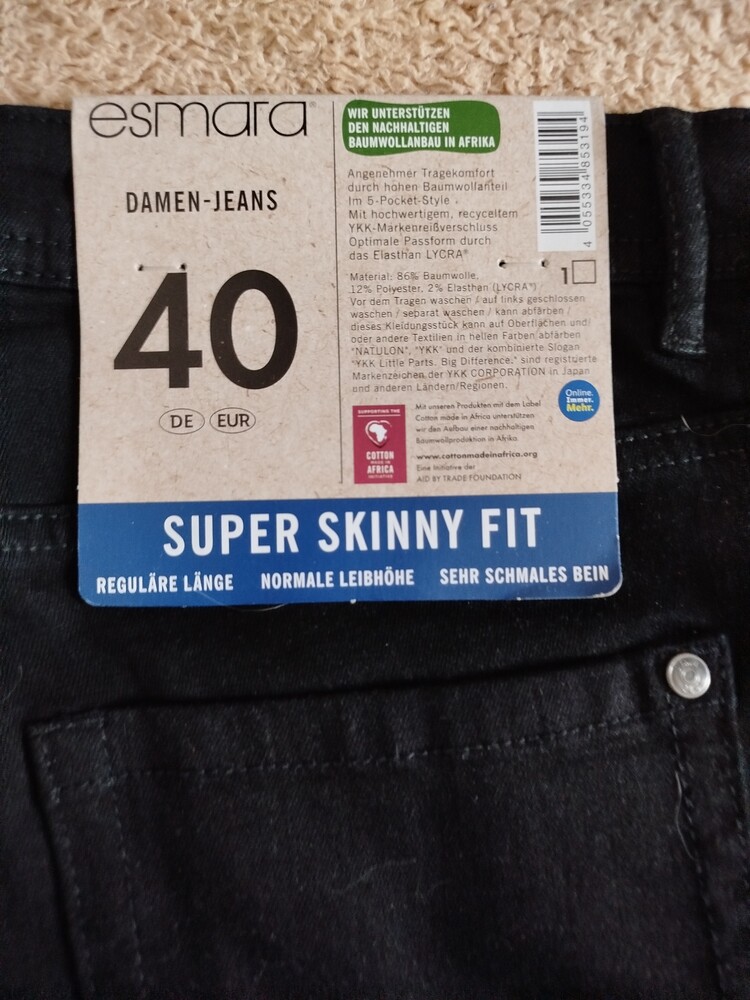 esmara®
DAMEN-JEANS
40
DE EUR
WIR UNTERSTÜTZEN
DEN NACHHALTIGEN
BAUMWOLLANBAU IN AFRIKA
Angenehmer Tragekomfort
durch hohen Baumwollanteil
Im 5-Pocket-Style
Mit hochwertigem, recyceltem
YKK-Markenreißverschluss
Optimale Passform durch
das Elasthan LYCRA®
4 055334 853194
1
Material: 86% Baumwolle,
12% Polyester, 2% Elasthan (LYCRA®)
Vor dem Tragen waschen / auf links geschlossen
waschen / separat waschen / kann abfärben /
dieses Kleidungsstück kann auf Oberflächen und/
oder andere Textilien in hellen Farben abfärben
"NATULON", "YKK" und der kombinierte Slogan
"YKK Little Parts. Big Difference." sind registrierte
Markenzeichen der YKK CORPORATION in Japan
und anderen Ländern/Regionen.
Online.
Immer.
Mehr.
SUPPORTING THE
COTTON
MADE IN
AFRICA
INITIATIVE
Mit unseren Produkten mit dem Label
Cotton made in Africa unterstützen
wir den Aufbau einer nachhaltigen
Baumwollproduktion in Afrika.
www.cottonmadeinafrica.org
Eine Initiative der
AID BY TRADE FOUNDATION
SUPER SKINNY FIT
REGULÄRE LÄNGE NORMALE LEIBHÖHE SEHR SCHMALES BEIN